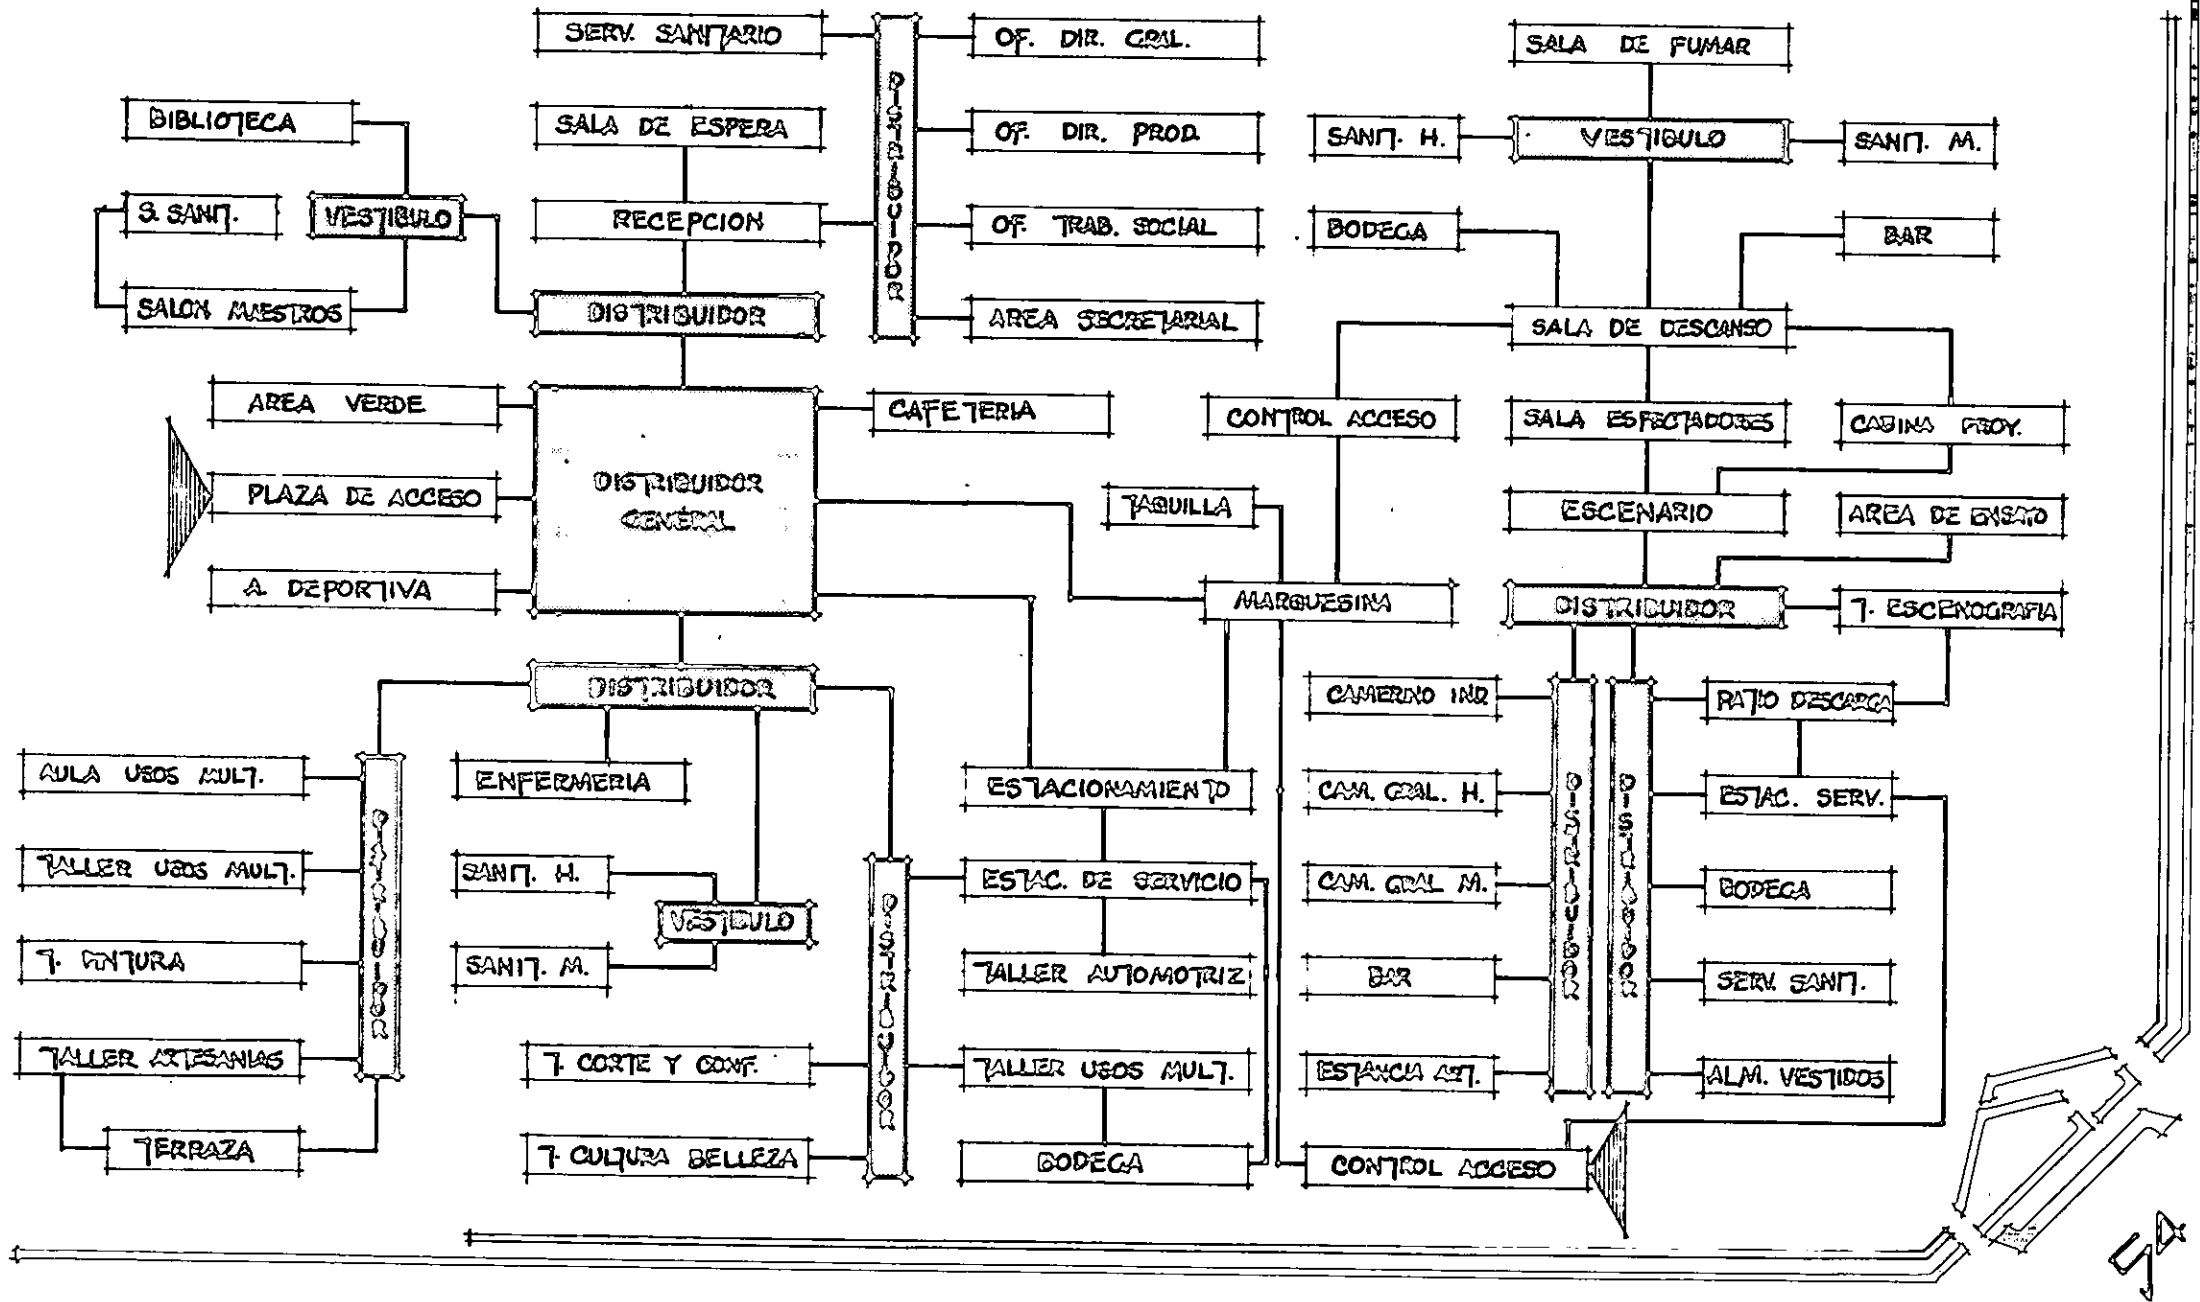 SERV. SANITARIO
OF. DIR. GRAL.
SALA DE FUMAR
BIBLIOTECA
SALA DE ESPERA
OF. DIR. PROD.
SANIT. H.
VESTIBULO
SANIT. M.
S. SANIT.
VESTIBULO
RECEPCION
DISTRIBUIDOR
OF. TRAB. SOCIAL
BODEGA
BAR
SALON MAESTROS
DISTRIBUIDOR
AREA SECRETARIAL
SALA DE DESCANSO
AREA VERDE
CAFETERIA
CONTROL ACCESO
SALA ESPECTADORES
CABINA PROY.
PLAZA DE ACCESO
DISTRIBUIDOR
GENERAL
TAQUILLA
ESCENARIO
AREA DE ENSAYO
A. DEPORTIVA
MARQUESINA
DISTRIBUIDOR
T. ESCENOGRAFIA
DISTRIBUIDOR
CAMERINO IND.
PATIO DESCARGA
AULA USOS MULT.
ENFERMERIA
ESTACIONAMIENTO
CAM. GRAL. H.
ESTAC. SERV.
TALLER USOS MULT.
DISTRIBUIDOR
SANIT. H.
VESTIBULO
ESTAC. DE SERVICIO
CAM. GRAL M.
DISTRIBUIDOR
DISTRIBUIDOR
BODEGA
T. PINTURA
SANIT. M.
DISTRIBUIDOR
TALLER AUTOMOTRIZ
BAR
SERV. SANIT.
TALLER ARTESANIAS
T. CORTE Y CONF.
TALLER USOS MULT.
ESTANCIA ART.
ALM. VESTIDOS
TERRAZA
T. CULTURA BELLEZA
BODEGA
CONTROL ACCESO
54